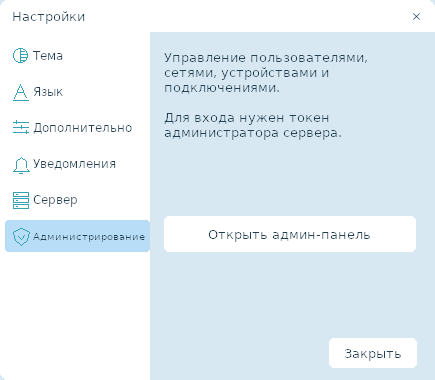 Настройки
Тема
Язык
Дополнительно
Уведомления
Сервер
Администрирование
Управление пользователями,
сетями, устройствами и
подключениями.
Для входа нужен токен
администратора сервера.
Открыть админ-панель
Закрыть